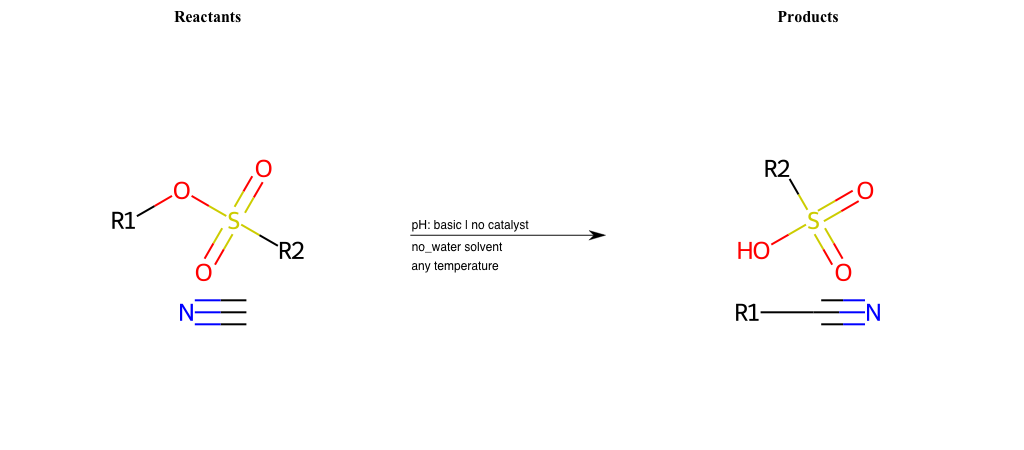 Reactants
Products
O
O
R1
S
R2
O
N
pH: basic | no catalyst
no_water solvent
any temperature
R2
O
S
HO
O
R1
N